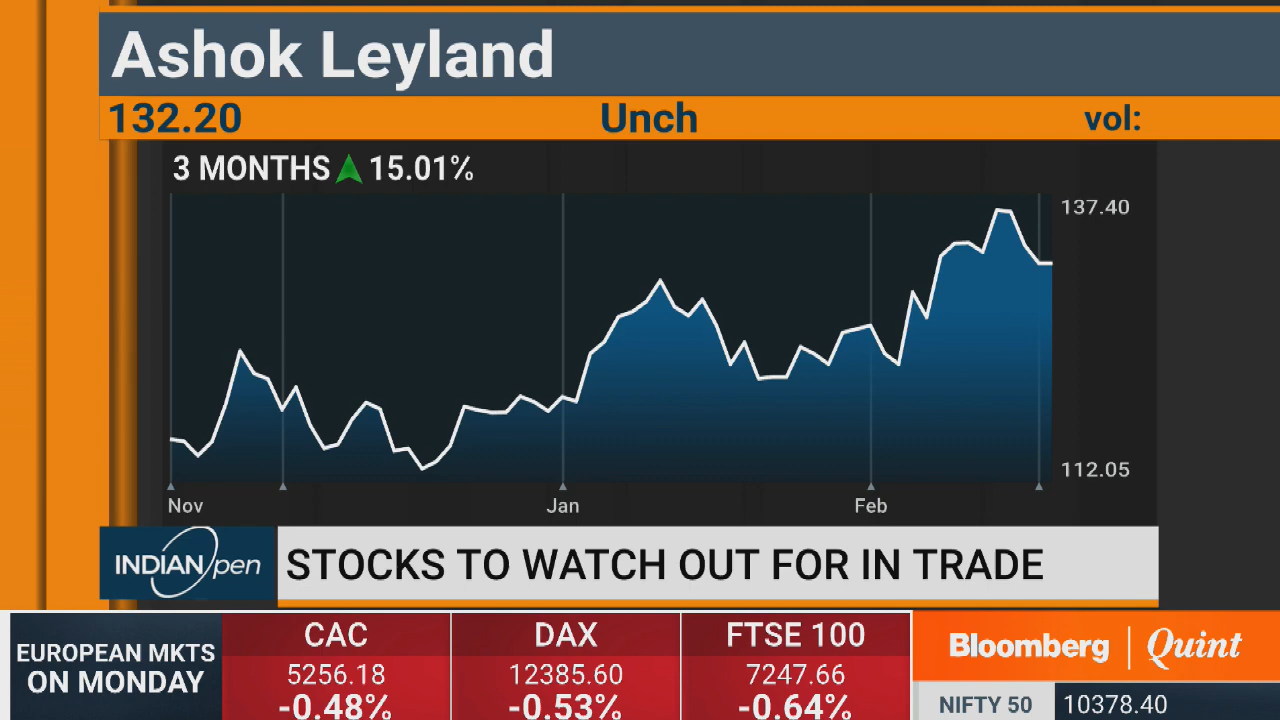 Ashok Leyland
132.20 Unch vol:
3 MONTHS 15.01%
137.40
112.05
Nov Jan Feb
INDIAN Open
STOCKS TO WATCH OUT FOR IN TRADE
EUROPEAN MKTS
ON MONDAY
CAC
5256.18
-0.48%
DAX
12385.60
-0.53%
FTSE 100
7247.66
-0.64%
Bloomberg | Quint
NIFTY 50 10378.40